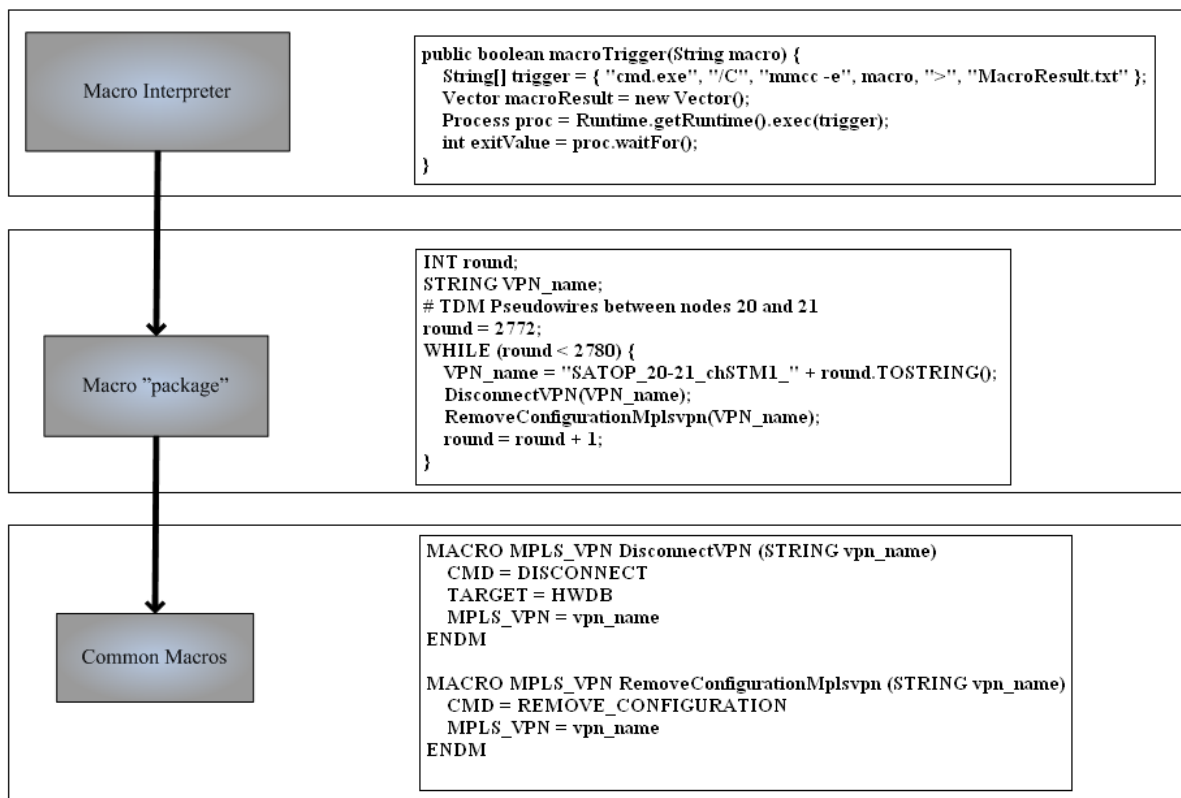 Macro Interpreter
public boolean macroTrigger(String macro) {
String[] trigger = { "cmd.exe", "/C", "mmcc -e", macro, ">", "MacroResult.txt" };
Vector macroResult = new Vector();
Process proc = Runtime.getRuntime().exec(trigger);
int exitValue = proc.waitFor();
}
Macro ”package”
INT round;
STRING VPN_name;
# TDM Pseudowires between nodes 20 and 21
round = 2772;
WHILE (round < 2780) {
VPN_name = "SATOP_20-21_chSTM1_" + round.TOSTRING();
DisconnectVPN(VPN_name);
RemoveConfigurationMplsvpn(VPN_name);
round = round + 1;
}
Common Macros
MACRO MPLS_VPN DisconnectVPN (STRING vpn_name)
CMD = DISCONNECT
TARGET = HWDB
MPLS_VPN = vpn_name
ENDM
MACRO MPLS_VPN RemoveConfigurationMplsvpn (STRING vpn_name)
CMD = REMOVE_CONFIGURATION
MPLS_VPN = vpn_name
ENDM